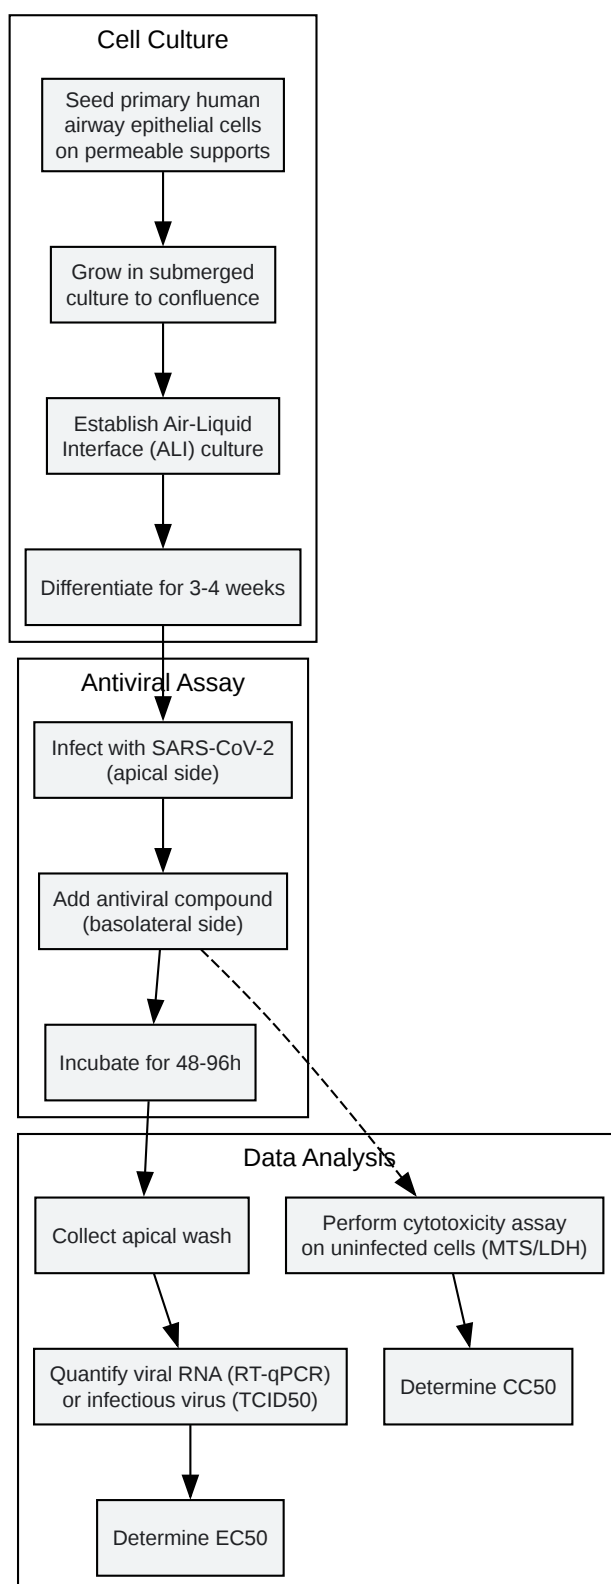 Cell Culture
Seed primary human
airway epithelial cells
on permeable supports
Grow in submerged
culture to confluence
Establish Air-Liquid
Interface (ALI) culture
Differentiate for 3-4 weeks
Antiviral Assay
Infect with SARS-CoV-2
(apical side)
Add antiviral compound
(basolateral side)
Incubate for 48-96h
Data Analysis
Collect apical wash
Perform cytotoxicity assay
on uninfected cells (MTS/LDH)
Quantify viral RNA (RT-qPCR)
or infectious virus (TCID50)
Determine CC50
Determine EC50